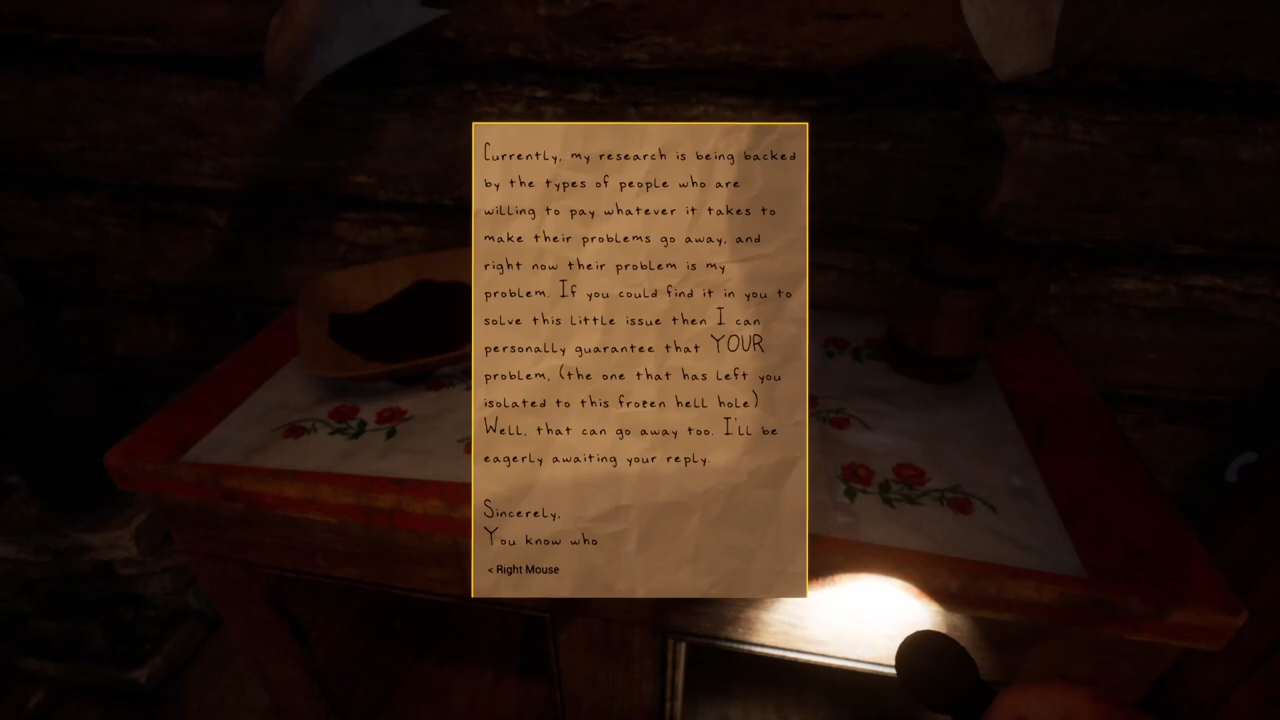 Currently, my research is being backed
by the types of people who are
willing to pay whatever it takes to
make their problems go away, and
right now their problem is my
problem. If you could find it in you to
solve this little issue then I can
personally guarantee that YOUR
problem, (the one that has left you
isolated to this frozen hell hole)
Well, that can go away too. I'll be
eagerly awaiting your reply.
Sincerely,
You know who
< Right Mouse